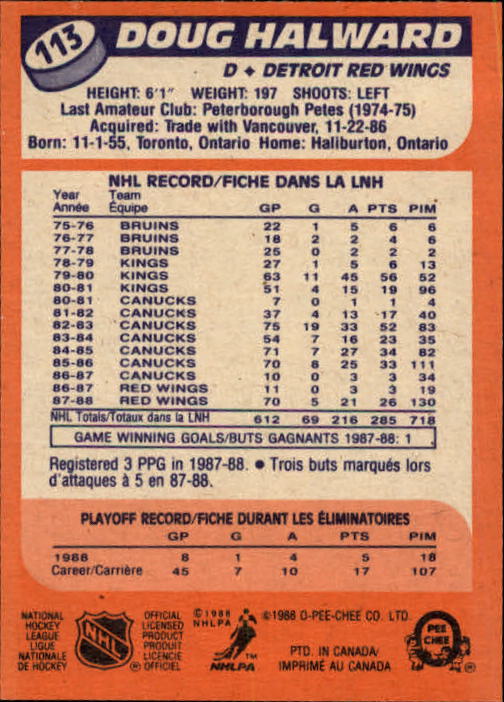 113 DOUG HALWARD
D ♦ DETROIT RED WINGS
HEIGHT: 6'1" WEIGHT: 197 SHOOTS: LEFT
Last Amateur Club: Peterborough Petes (1974-75)
Acquired: Trade with Vancouver, 11-22-86
Born: 11-1-55, Toronto, Ontario Home: Haliburton, Ontario
NHL RECORD/FICHE DANS LA LNH
Year Team
Année Équipe GP G A PTS PIM
75-76 BRUINS 22 1 5 6 6
76-77 BRUINS 18 2 2 4 6
77-78 BRUINS 25 0 2 2 2
78-79 KINGS 27 1 5 6 13
79-80 KINGS 63 11 45 56 52
80-81 KINGS 51 4 15 19 96
80-81 CANUCKS 7 0 1 1 4
81-82 CANUCKS 37 4 13 17 40
82-83 CANUCKS 75 19 33 52 83
83-84 CANUCKS 54 7 16 23 35
84-85 CANUCKS 71 7 27 34 82
85-86 CANUCKS 70 8 25 33 111
86-87 CANUCKS 10 0 3 3 34
86-87 RED WINGS 11 0 3 3 19
87-88 RED WINGS 70 5 21 26 130
NHL Totals/Totaux dans la LNH 612 69 216 285 718
GAME WINNING GOALS/BUTS GAGNANTS 1987-88: 1
Registered 3 PPG in 1987-88. ● Trois buts marqués lors
d'attaques à 5 en 87-88.
PLAYOFF RECORD/FICHE DURANT LES ÉLIMINATOIRES
GP G A PTS PIM
1988 8 1 4 5 18
Career/Carrière 45 7 10 17 107
NATIONAL
HOCKEY
LEAGUE
LIGUE
NATIONALE
DE HOCKEY
NHL
®
OFFICIAL
LICENSED
PRODUCT
PRODUIT
LICENCIE
OFFICIEL
© 1988
NHLPA
TM
NHLPA
©1988 O-PEE-CHEE CO. LTD.
PTD. IN CANADA/
IMPRIMÉ AU CANADA
O
PEE
CHEE
®